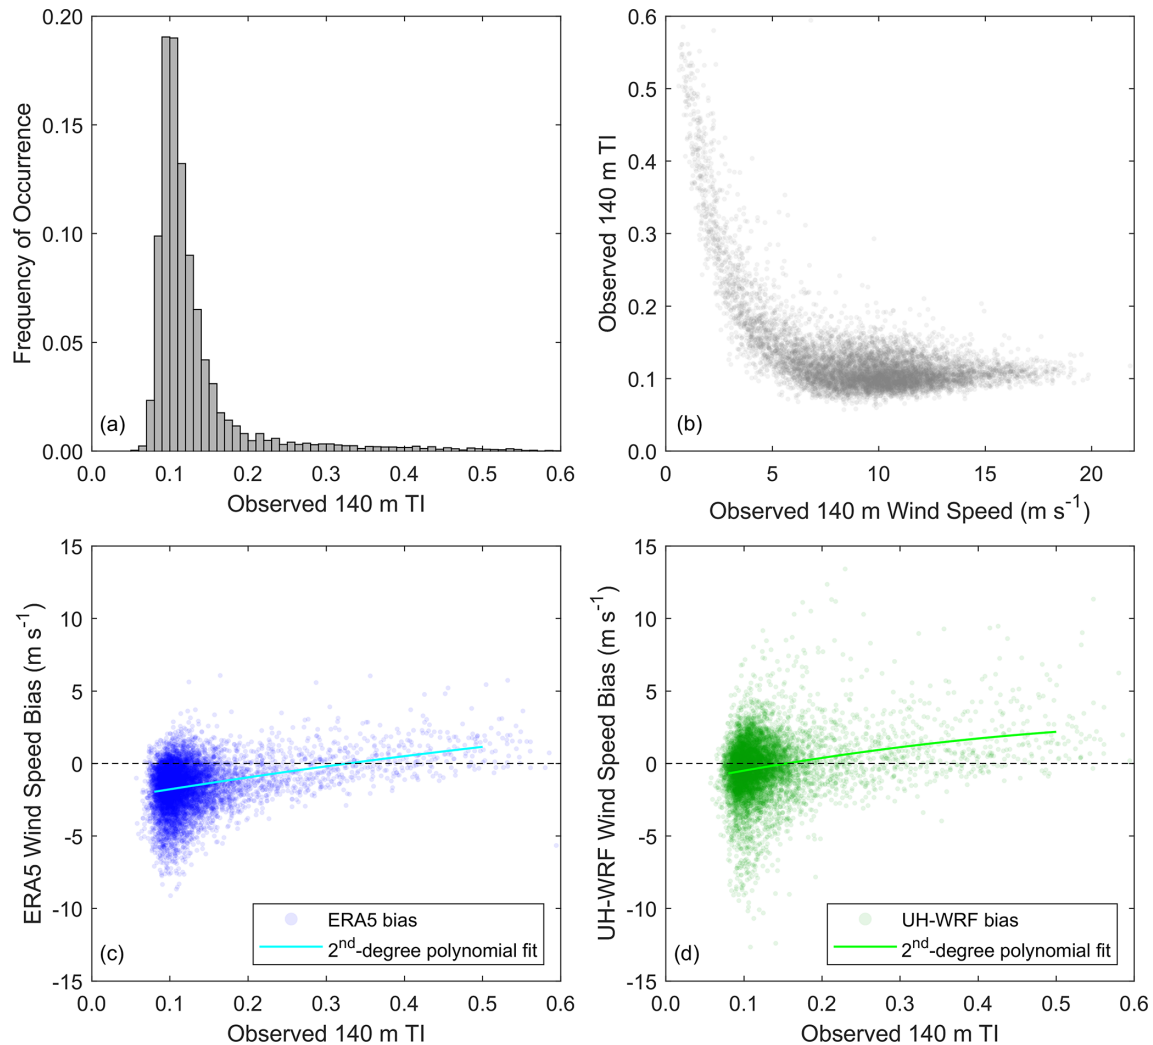 0.20
0.15
0.10
0.05
0.00
Frequency of Occurrence
(a)
0.0 0.1 0.2 0.3 0.4 0.5 0.6
Observed 140 m TI
0.6
0.5
0.4
0.3
0.2
0.1
0.0
Observed 140 m TI
(b)
0 5 10 15 20
Observed 140 m Wind Speed (m s⁻¹)
15
10
5
0
-5
-10
-15
ERA5 Wind Speed Bias (m s⁻¹)
ERA5 bias
2ⁿᵈ-degree polynomial fit
(c)
0.0 0.1 0.2 0.3 0.4 0.5 0.6
Observed 140 m TI
15
10
5
0
-5
-10
-15
UH-WRF Wind Speed Bias (m s⁻¹)
UH-WRF bias
2ⁿᵈ-degree polynomial fit
(d)
0.0 0.1 0.2 0.3 0.4 0.5 0.6
Observed 140 m TI